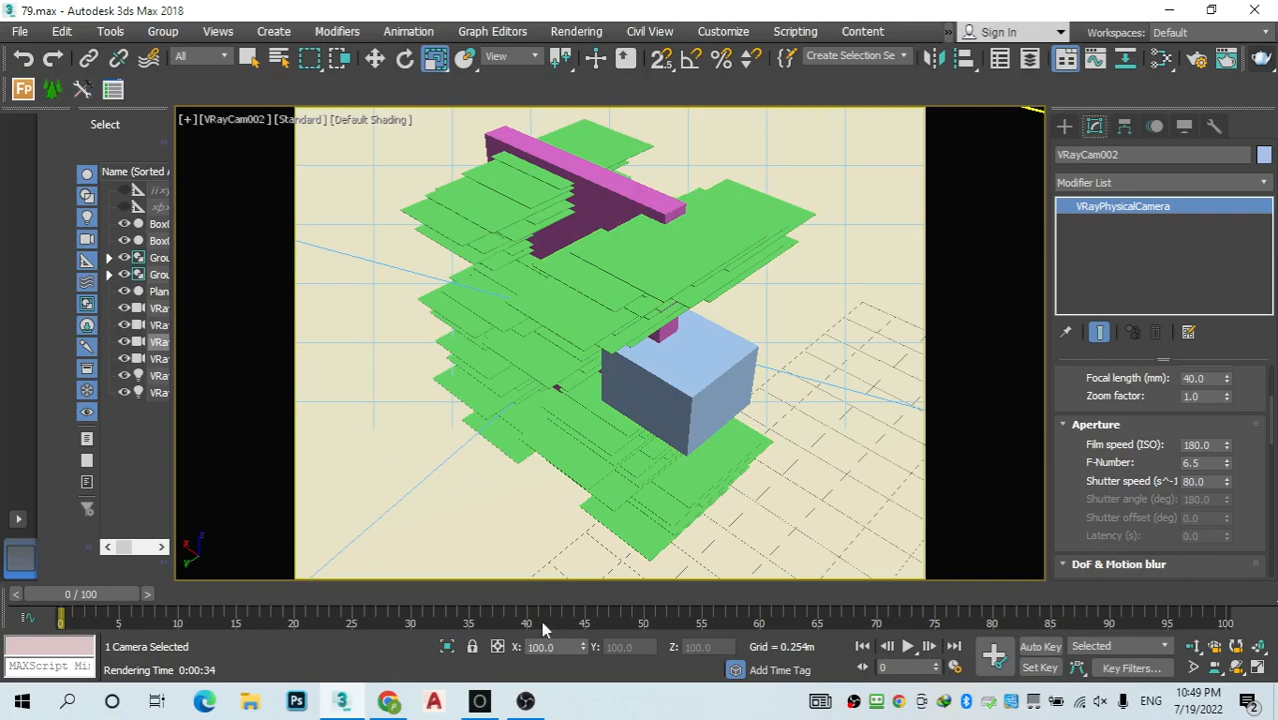 79.max - Autodesk 3ds Max 2018
File Edit Tools Group Views Create Modifiers Animation Graph Editors Rendering Civil View Customize Scripting Content Sign In Workspaces: Default
All View Create Selection Se
Select
[+] [VRayCam002 ] [Standard ] [Default Shading ]
Name (Sorted A
Box0
Box0
Grou
Grou
Plan
VRa
VRa
VRa
VRa
VRa
VRa
VRayCam002
Modifier List
VRayPhysicalCamera
Focal length (mm): 40.0
Zoom factor: 1.0
Aperture
Film speed (ISO): 180.0
F-Number: 6.5
Shutter speed (s^-1 80.0
Shutter angle (deg): 180.0
Shutter offset (deg) 0.0
Latency (s): 0.0
DoF & Motion blur
0 / 100
0 5 10 15 20 25 30 35 40 45 50 55 60 65 70 75 80 85 90 95 100
1 Camera Selected X: 100.0 Y: 100.0 Z: 100.0 Grid = 0.254m Auto Key Selected
MAXScript Mi Rendering Time 0:00:34 Add Time Tag 0 Set Key Key Filters...
ENG 10:49 PM
7/19/2022
2